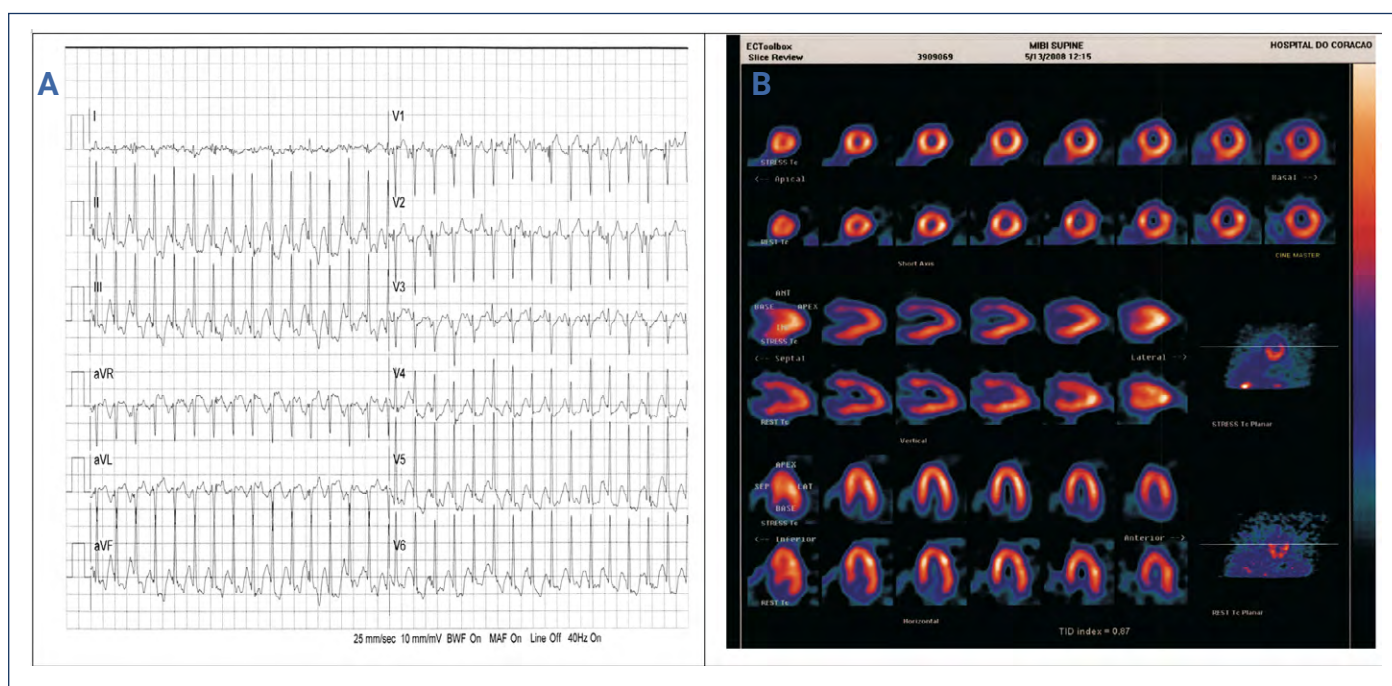 A
I
V1
II
V2
III
V3
aVR
V4
aVL
V5
aVF
V6
25 mm/sec 10 mm/mV BWF On MAF On Line Off 40Hz On
ECToolbox MIBI SUPINE HOSPITAL DO CORACAO
Slice Review 3909069 5/13/2008 12:15
B
STRESS Tc
<-- Apical Basal -->
REST Tc
Short Axis CINE MASTER
ANT
BASE APEX
STRESS Tc
<-- Septal Lateral -->
REST Tc
STRESS Tc Planar
Vertical
APEX
SEP LAT
BASE
STRESS Tc
<-- Inferior Anterior -->
REST Tc
REST Tc Planar
Horizontal
TID index = 0.87